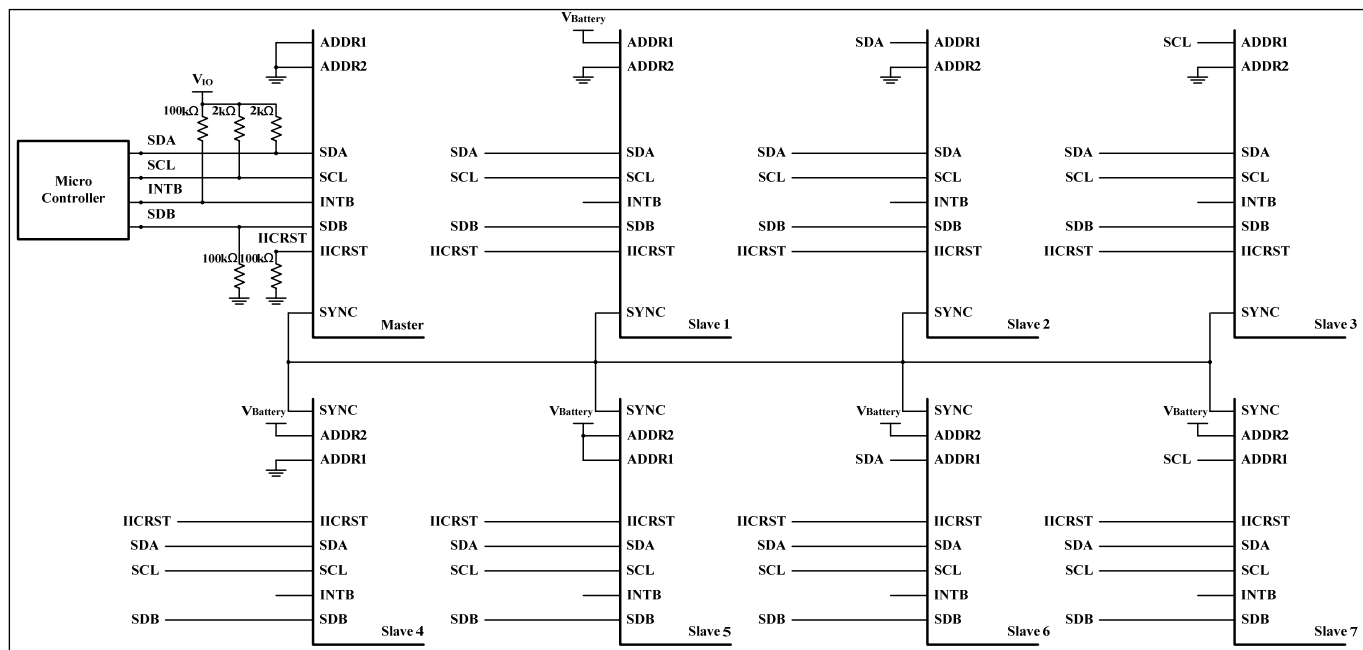 VBattery
ADDR1
ADDR1
SDA
ADDR1
SCL
ADDR1
ADDR2
ADDR2
ADDR2
ADDR2
VIO
100kΩ
2kΩ
2kΩ
SDA
SDA
SDA
SDA
SDA
SDA
SDA
SDA
SCL
SCL
SCL
SCL
SCL
SCL
SCL
SCL
Micro
Controller
INTB
INTB
INTB
INTB
INTB
SDB
SDB
SDB
SDB
SDB
SDB
SDB
SDB
IICRST
IICRST
IICRST
IICRST
IICRST
IICRST
IICRST
IICRST
100kΩ
100kΩ
SYNC
SYNC
SYNC
SYNC
Master
Slave 1
Slave 2
Slave 3
VBattery
SYNC
VBattery
SYNC
VBattery
SYNC
VBattery
SYNC
ADDR2
ADDR2
ADDR2
ADDR2
ADDR1
ADDR1
SDA
ADDR1
SCL
ADDR1
IICRST
IICRST
IICRST
IICRST
IICRST
IICRST
IICRST
IICRST
SDA
SDA
SDA
SDA
SDA
SDA
SDA
SDA
SCL
SCL
SCL
SCL
SCL
SCL
SCL
SCL
INTB
INTB
INTB
INTB
SDB
SDB
SDB
SDB
SDB
SDB
SDB
SDB
Slave 4
Slave 5
Slave 6
Slave 7